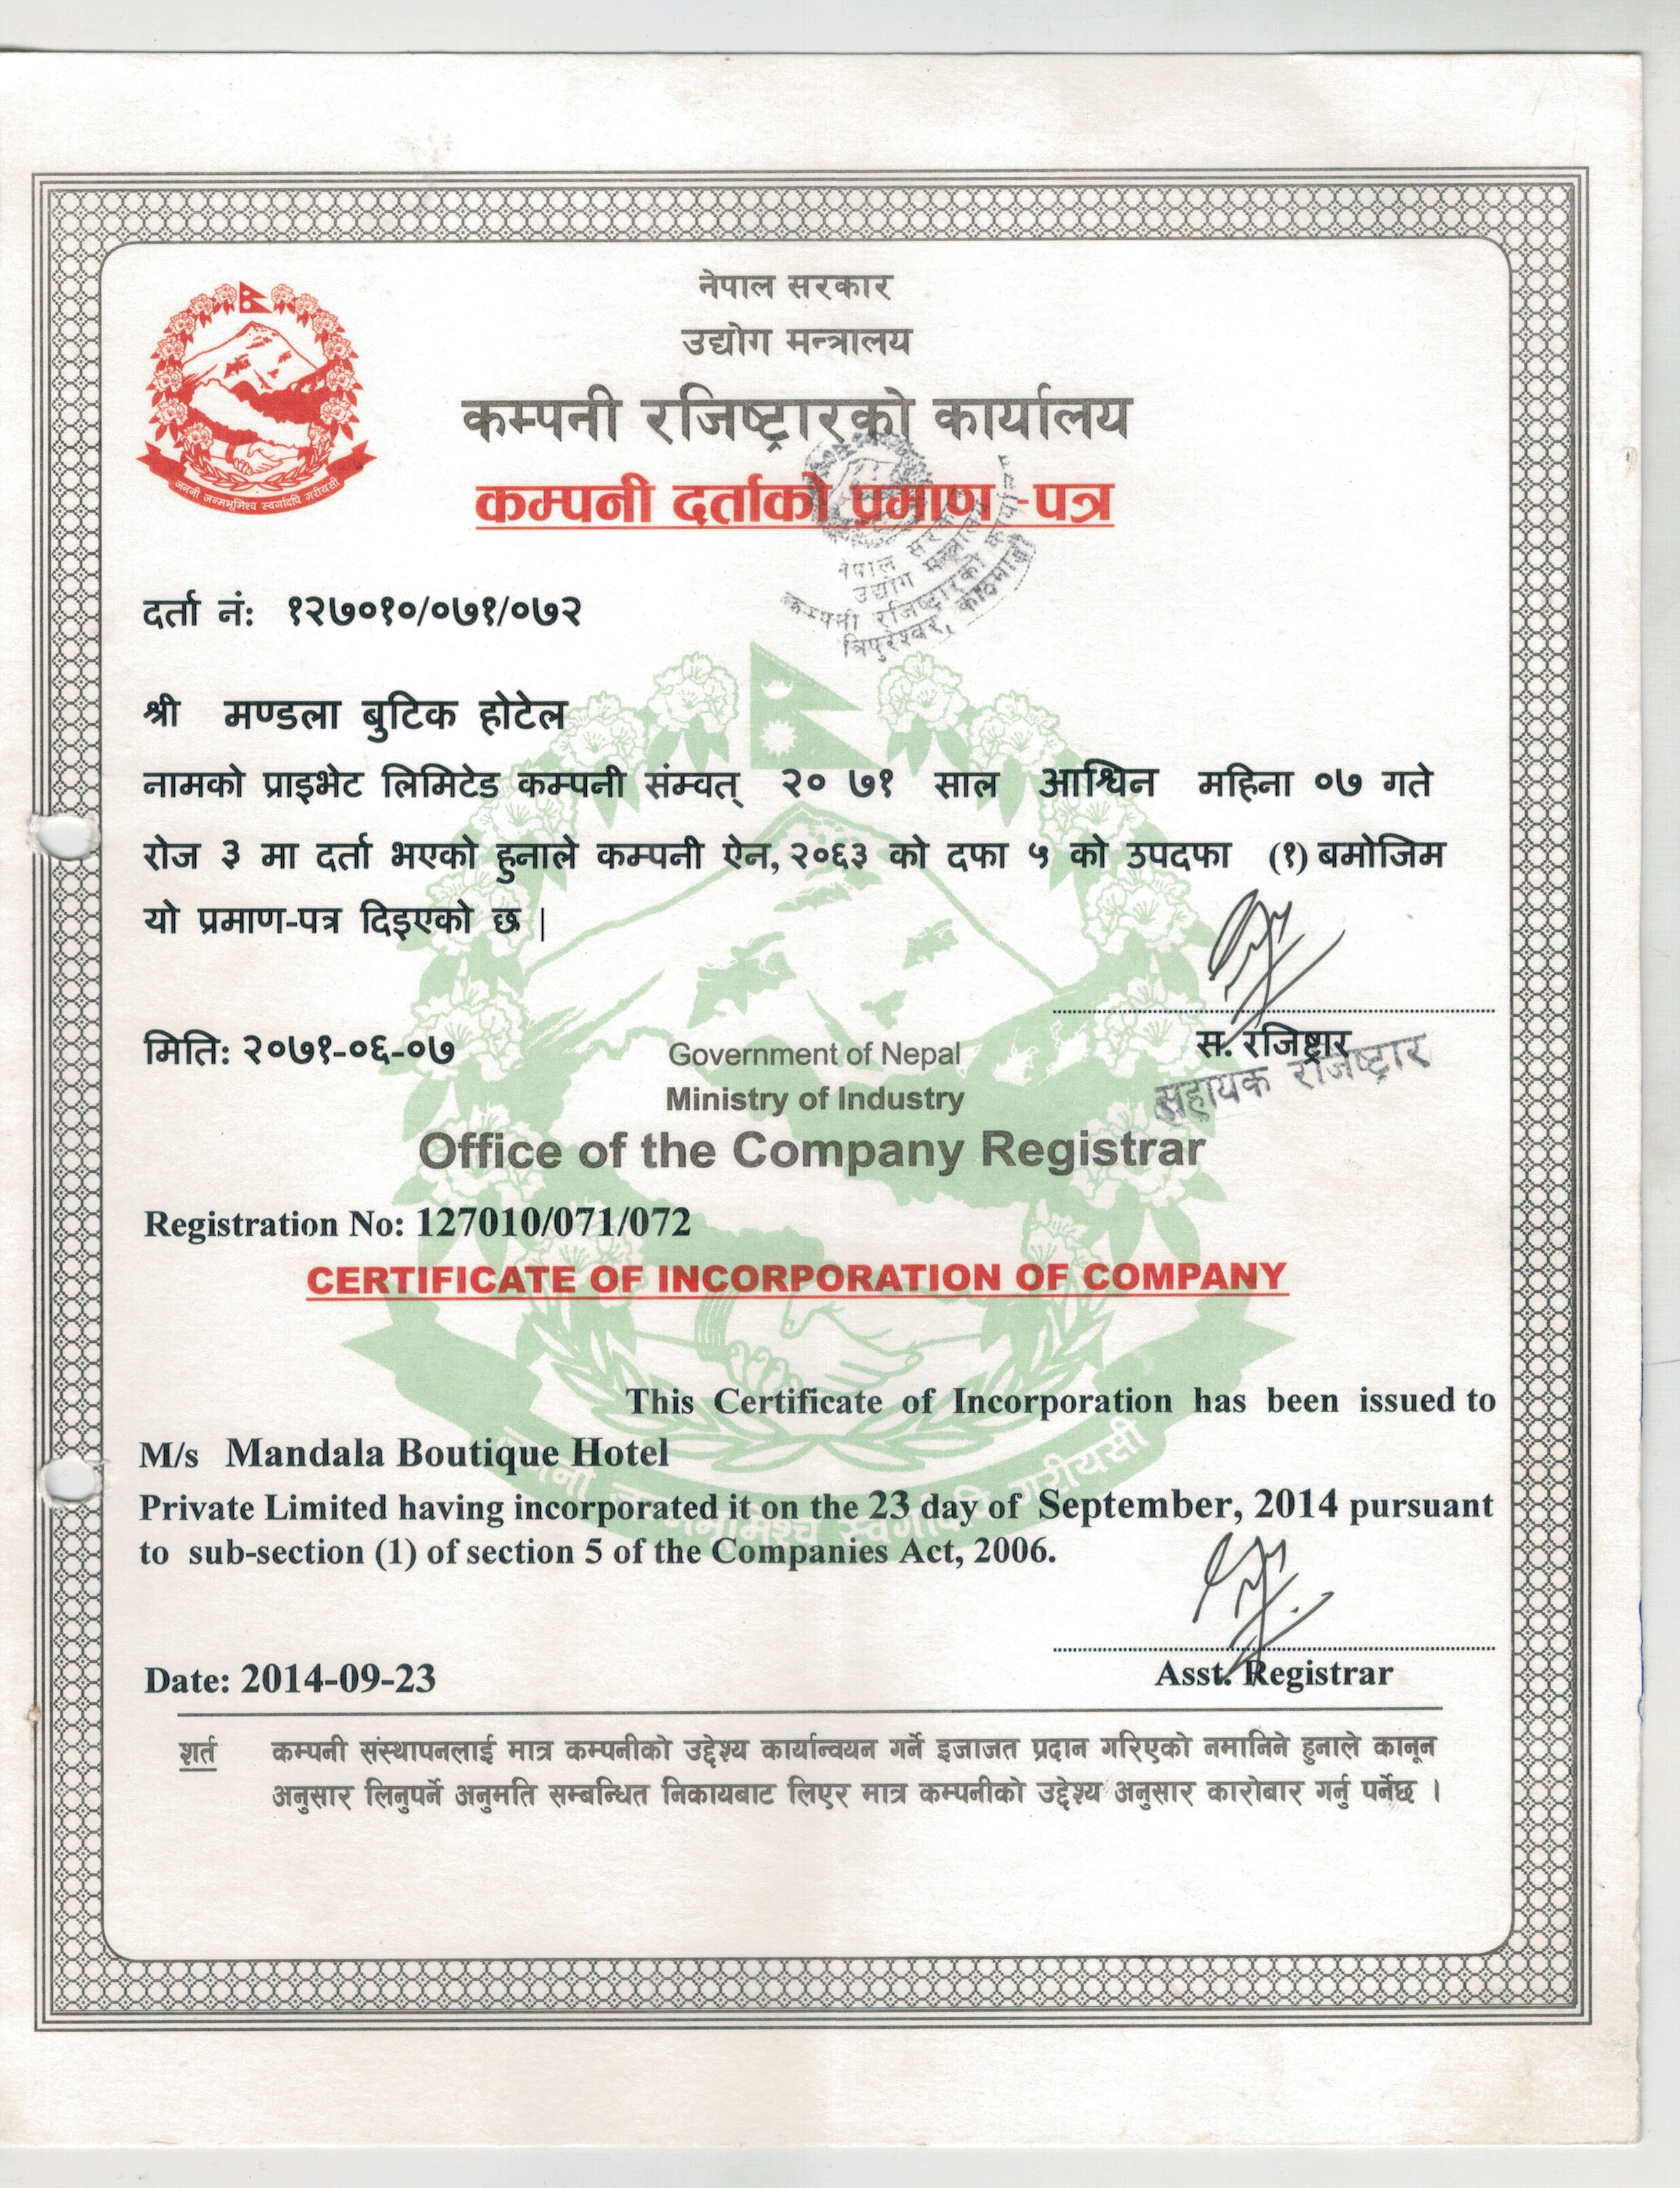 नेपाल सरकार
उद्योग मन्त्रालय
कम्पनी रजिष्ट्रारको कार्यालय
कम्पनी दर्ताको प्रमाण -पत्र
जननी जन्मभूमिश्च स्वर्गादपि गरीयसी
नेपाल सरकार
उद्योग मन्त्रालय
कम्पनी रजिष्ट्रारको कार्यालय
त्रिपुरेश्वर, काठमाडौं
दर्ता नं: १२७०१०/०७१/०७२
श्री मण्डला बुटिक होटेल
नामको प्राइभेट लिमिटेड कम्पनी संम्वत् २० ७१ साल आश्विन महिना ०७ गते
रोज ३ मा दर्ता भएको हुनाले कम्पनी ऐन, २०६३ को दफा ५ को उपदफा (१) बमोजिम
यो प्रमाण-पत्र दिइएको छ |
स. रजिष्ट्रार
सहायक रजिष्ट्रार
मिति: २०७१-०६-०७
Government of Nepal
Ministry of Industry
Office of the Company Registrar
Registration No: 127010/071/072
CERTIFICATE OF INCORPORATION OF COMPANY
This Certificate of Incorporation has been issued to
M/s Mandala Boutique Hotel
Private Limited having incorporated it on the 23 day of September, 2014 pursuant
to sub-section (1) of section 5 of the Companies Act, 2006.
Date: 2014-09-23
Asst. Registrar
शर्त कम्पनी संस्थापनलाई मात्र कम्पनीको उद्देश्य कार्यान्वयन गर्ने इजाजत प्रदान गरिएको नमानिने हुनाले कानून
अनुसार लिनुपर्ने अनुमति सम्बन्धित निकायबाट लिएर मात्र कम्पनीको उद्देश्य अनुसार कारोबार गर्नु पर्नेछ ।